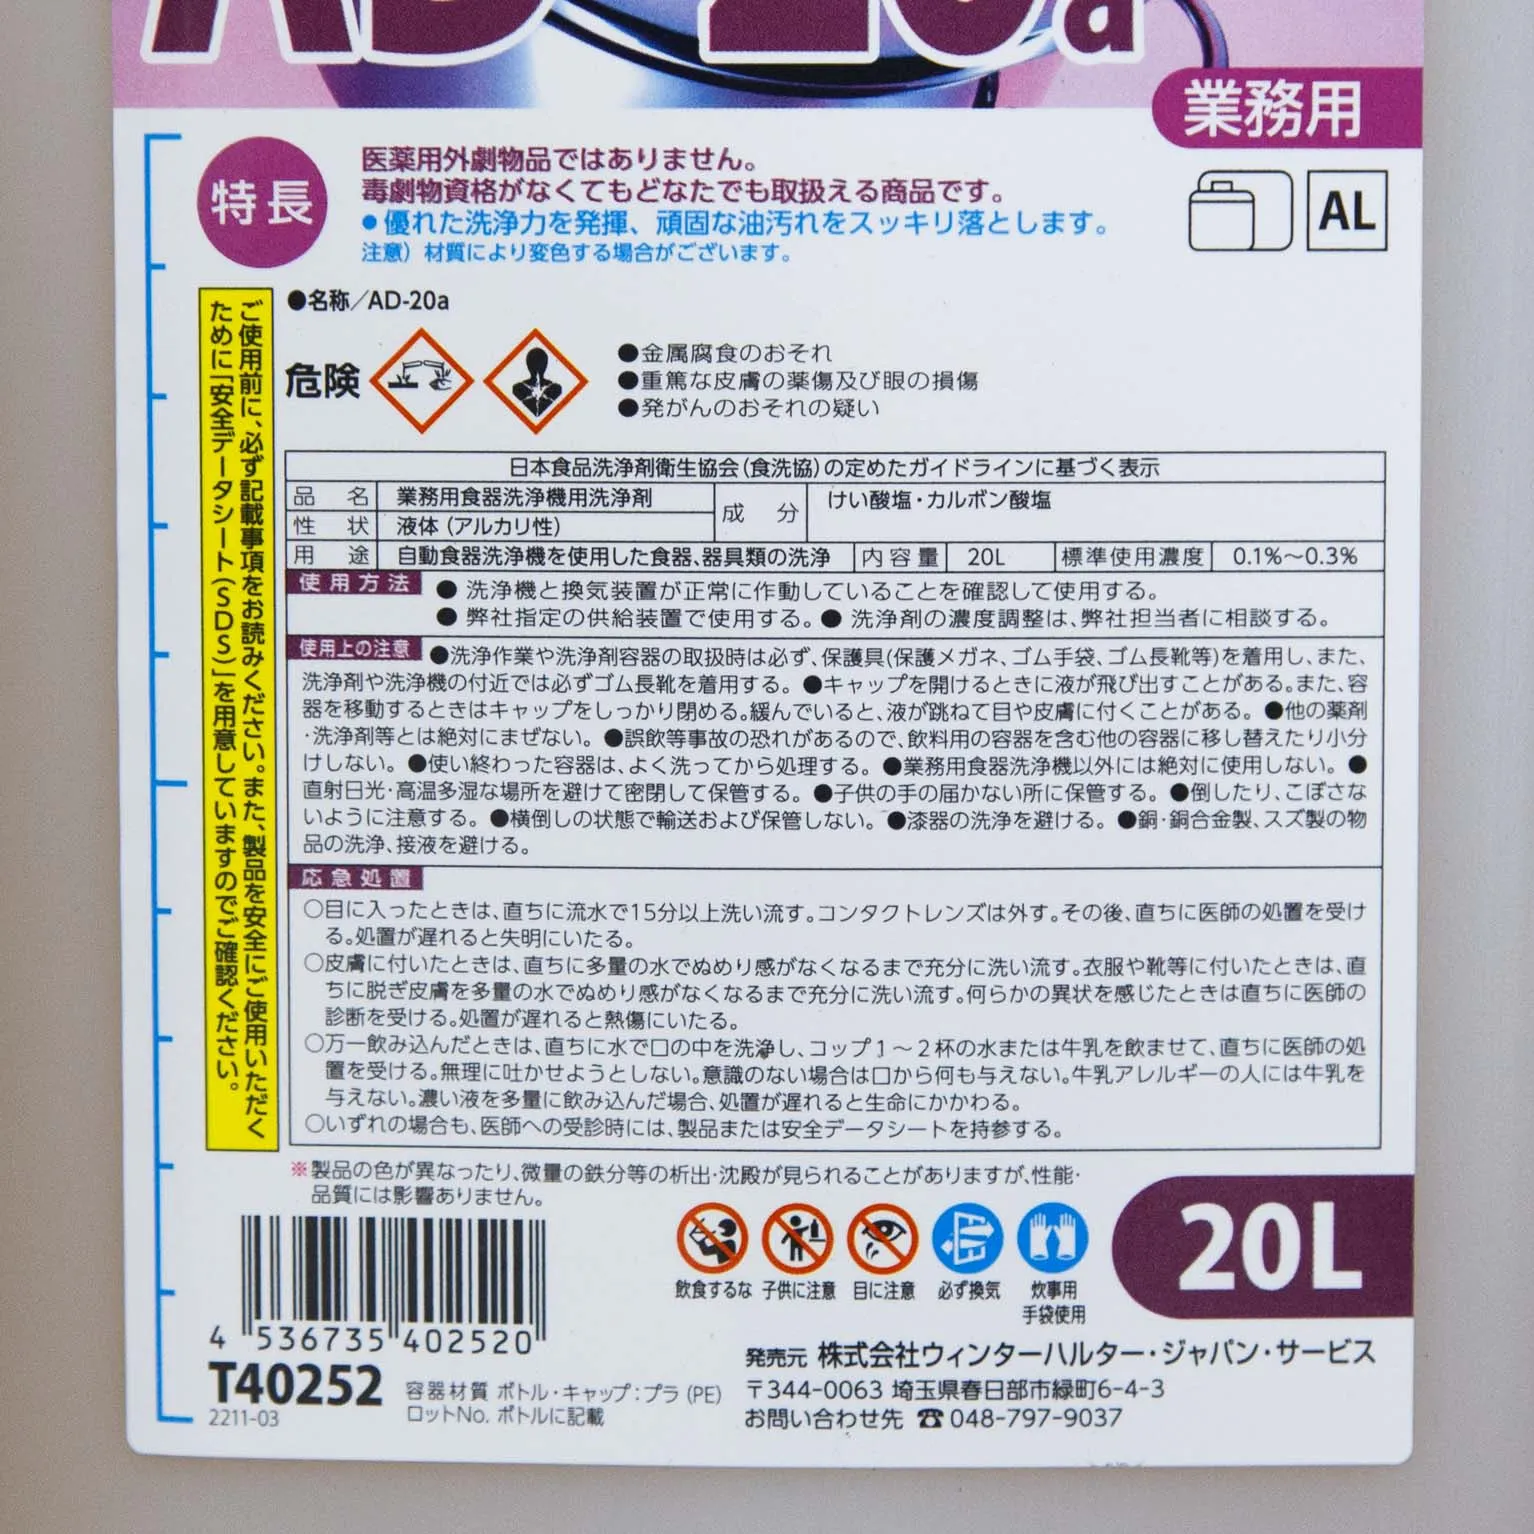 AD-20a
業務用
特長
医薬用外劇物品ではありません。
毒劇物資格がなくてもどなたでも取扱える商品です。
●優れた洗浄力を発揮、頑固な油汚れをスッキリ落とします。
注意）材質により変色する場合がございます。
AL
ご使用前に、必ず記載事項をお読みください。また、製品を安全にご使用いただく
ために「安全データシート(SDS)」を用意していますのでご確認ください。
●名称／AD-20a
危険
●金属腐食のおそれ
●重篤な皮膚の薬傷及び眼の損傷
●発がんのおそれの疑い
日本食品洗浄剤衛生協会(食洗協)の定めたガイドラインに基づく表示
品名 業務用食器洗浄機用洗浄剤 成分 けい酸塩・カルボン酸塩
性状 液体（アルカリ性）
用途 自動食器洗浄機を使用した食器、器具類の洗浄 内容量 20L 標準使用濃度 0.1%～0.3%
使用方法 ● 洗浄機と換気装置が正常に作動していることを確認して使用する。
● 弊社指定の供給装置で使用する。● 洗浄剤の濃度調整は、弊社担当者に相談する。
使用上の注意 ●洗浄作業や洗浄剤容器の取扱時は必ず、保護具(保護メガネ、ゴム手袋、ゴム長靴等)を着用し、また、
洗浄剤や洗浄機の付近では必ずゴム長靴を着用する。●キャップを開けるときに液が飛び出すことがある。また、容
器を移動するときはキャップをしっかり閉める。緩んでいると、液が跳ねて目や皮膚に付くことがある。●他の薬剤
・洗浄剤等とは絶対にまぜない。●誤飲等事故の恐れがあるので、飲料用の容器を含む他の容器に移し替えたり小分
けしない。●使い終わった容器は、よく洗ってから処理する。●業務用食器洗浄機以外には絶対に使用しない。●
直射日光・高温多湿な場所を避けて密閉して保管する。●子供の手の届かない所に保管する。●倒したり、こぼさな
いように注意する。●横倒しの状態で輸送および保管しない。●漆器の洗浄を避ける。●銅・銅合金製、スズ製の物
品の洗浄、接液を避ける。
応急処置
○目に入ったときは、直ちに流水で15分以上洗い流す。コンタクトレンズは外す。その後、直ちに医師の処置を受け
る。処置が遅れると失明にいたる。
○皮膚に付いたときは、直ちに多量の水でぬめり感がなくなるまで充分に洗い流す。衣服や靴等に付いたときは、直
ちに脱ぎ皮膚を多量の水でぬめり感がなくなるまで充分に洗い流す。何らかの異状を感じたときは直ちに医師の
診断を受ける。処置が遅れると熱傷にいたる。
○万一飲み込んだときは、直ちに水で口の中を洗浄し、コップ1～2杯の水または牛乳を飲ませて、直ちに医師の処
置を受ける。無理に吐かせようとしない。意識のない場合は口から何も与えない。牛乳アレルギーの人には牛乳を
与えない。濃い液を多量に飲み込んだ場合、処置が遅れると生命にかかわる。
○いずれの場合も、医師への受診時には、製品または安全データシートを持参する。
※製品の色が異なったり、微量の鉄分等の析出・沈殿が見られることがありますが、性能・
品質には影響ありません。
飲食するな 子供に注意 目に注意 必ず換気 炊事用
手袋使用
20L
4 536735 402520
T40252
2211-03
容器材質 ボトル・キャップ：プラ (PE)
ロットNo. ボトルに記載
発売元 株式会社ウィンターハルター・ジャパン・サービス
〒344-0063 埼玉県春日部市緑町6-4-3
お問い合わせ先 ☎048-797-9037